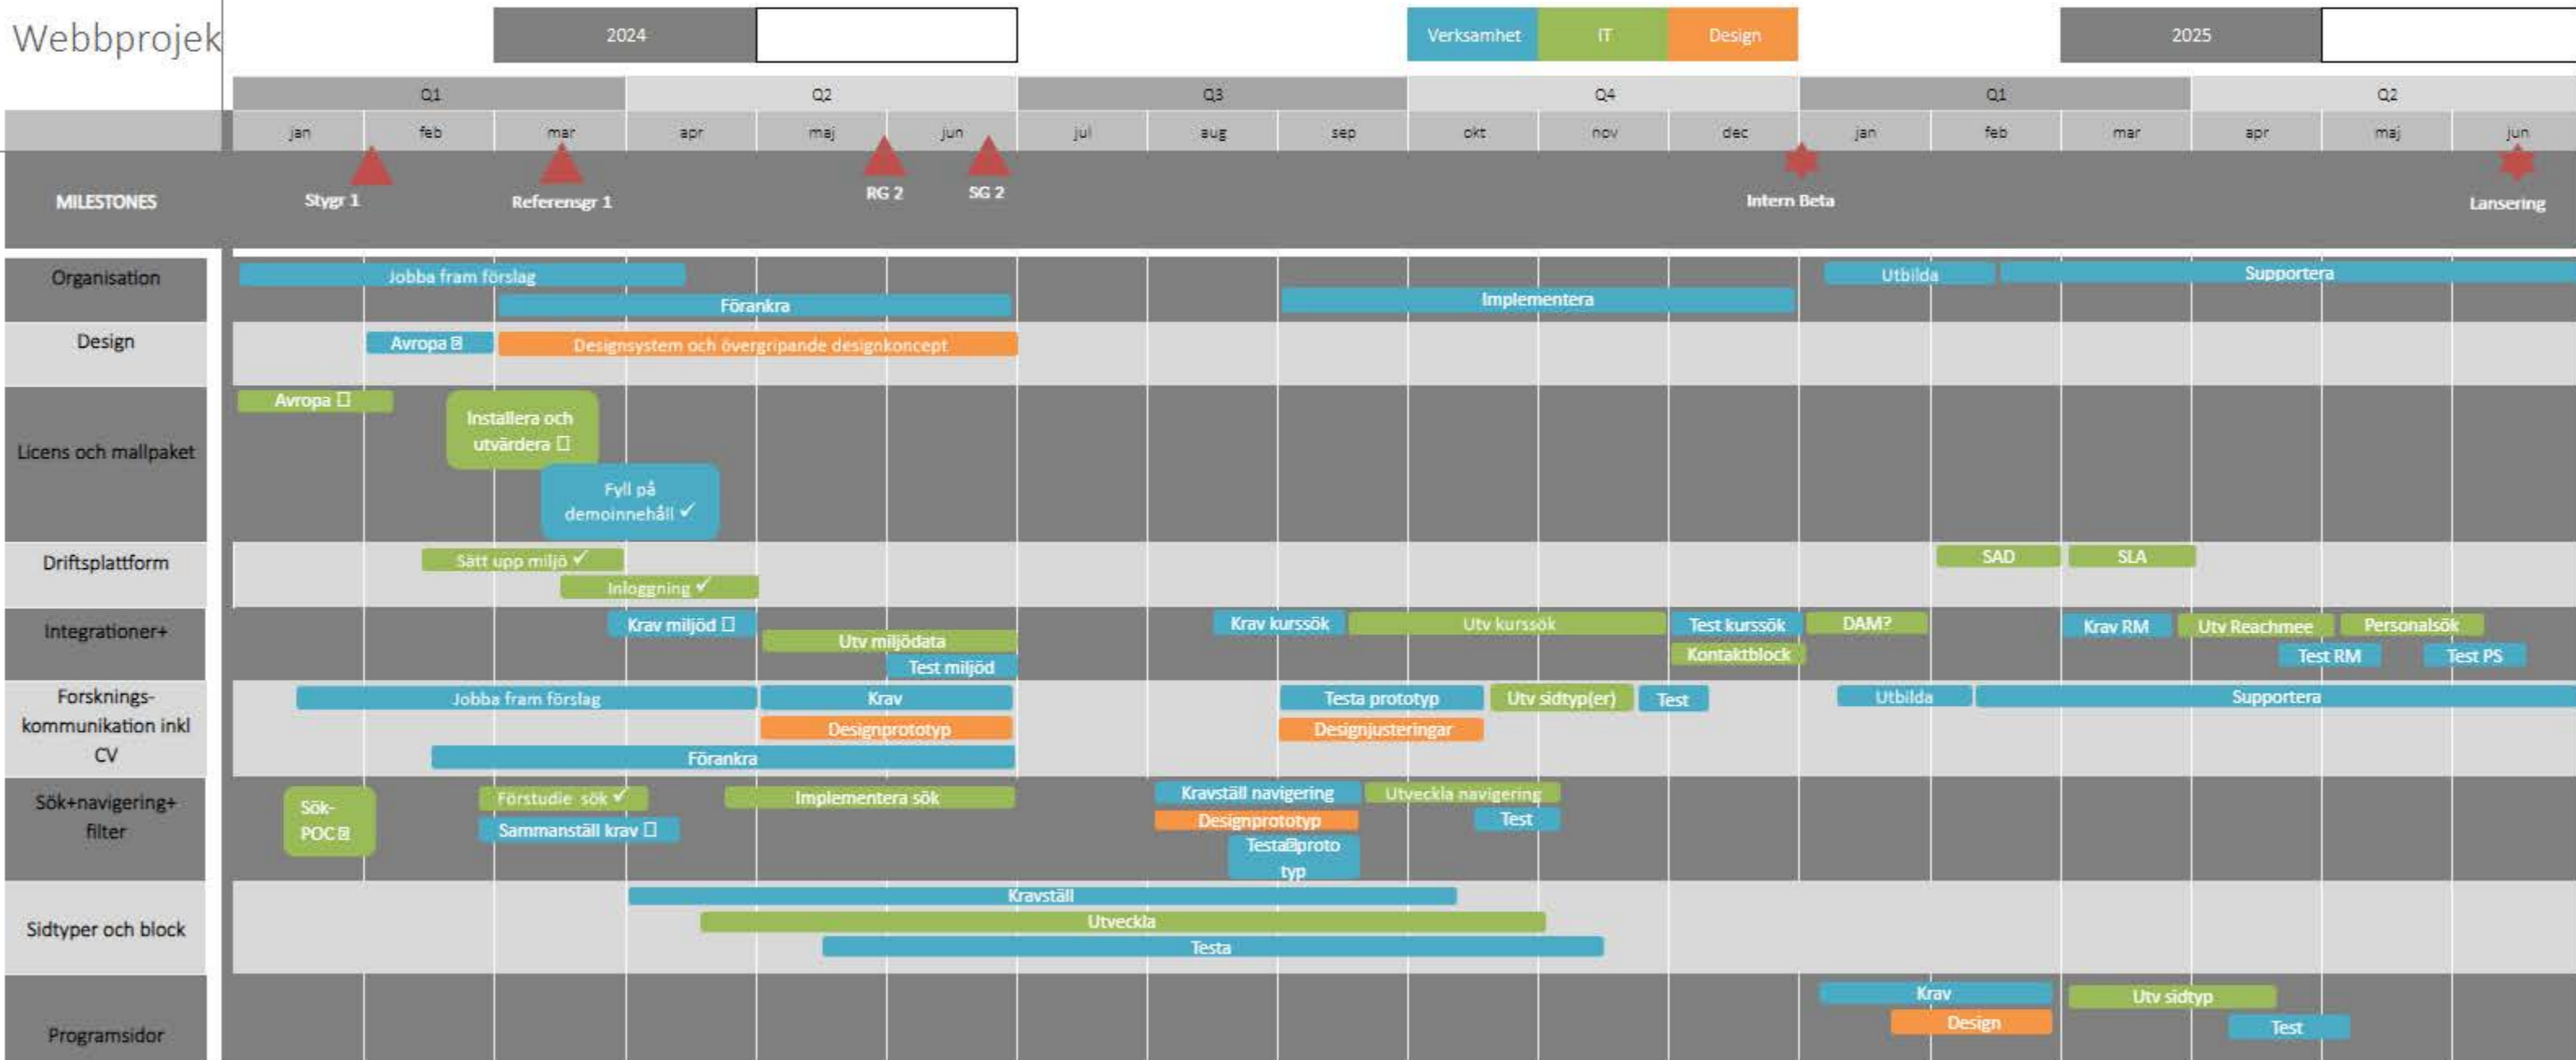 Webbprojek
2024
Verksamhet
IT
Design
2025
Q1
Q2
Q3
Q4
Q1
Q2
jan
feb
mar
apr
maj
jun
jul
aug
sep
okt
nov
dec
jan
feb
mar
apr
maj
jun
MILESTONES
Stygr 1
Referensgr 1
RG 2
SG 2
Intern Beta
Lansering
Organisation
Jobba fram förslag
Förankra
Implementera
Utbilda
Supportera
Design
Avropa
Designsystem och övergripande designkoncept
Licens och mallpaket
Avropa
Installera och
utvärdera
Fyll på
demoinnehåll ✓
Driftsplattform
Sätt upp miljö ✓
Inloggning ✓
SAD
SLA
Integrationer+
Krav miljöd
Utv miljödata
Test miljöd
Krav kurssök
Utv kurssök
Test kurssök
Kontaktblock
DAM?
Krav RM
Utv Reachmee
Personalsök
Test RM
Test PS
Forsknings-
kommunikation inkl
CV
Jobba fram förslag
Krav
Designprototyp
Förankra
Testa prototyp
Designjusteringar
Utv sidtyp(er)
Test
Utbilda
Supportera
Sök+navigering+
filter
Sök-
POC
Förstudie sök ✓
Sammanställ krav
Implementera sök
Kravställ navigering
Utveckla navigering
Designprototyp
Test
Testa proto
typ
Sidtyper och block
Kravställ
Utveckla
Testa
Programsidor
Krav
Design
Utv sidtyp
Test